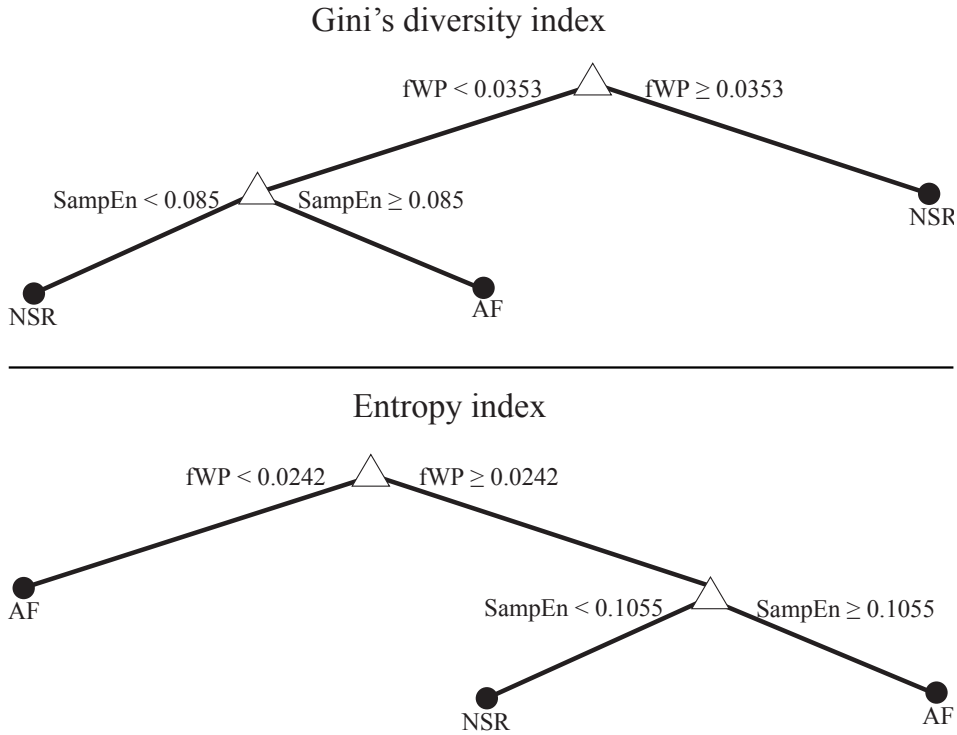 Gini’s diversity index
fWP < 0.0353
fWP ≥ 0.0353
SampEn < 0.085
SampEn ≥ 0.085
NSR
NSR
AF
Entropy index
fWP < 0.0242
fWP ≥ 0.0242
AF
SampEn < 0.1055
SampEn ≥ 0.1055
NSR
AF